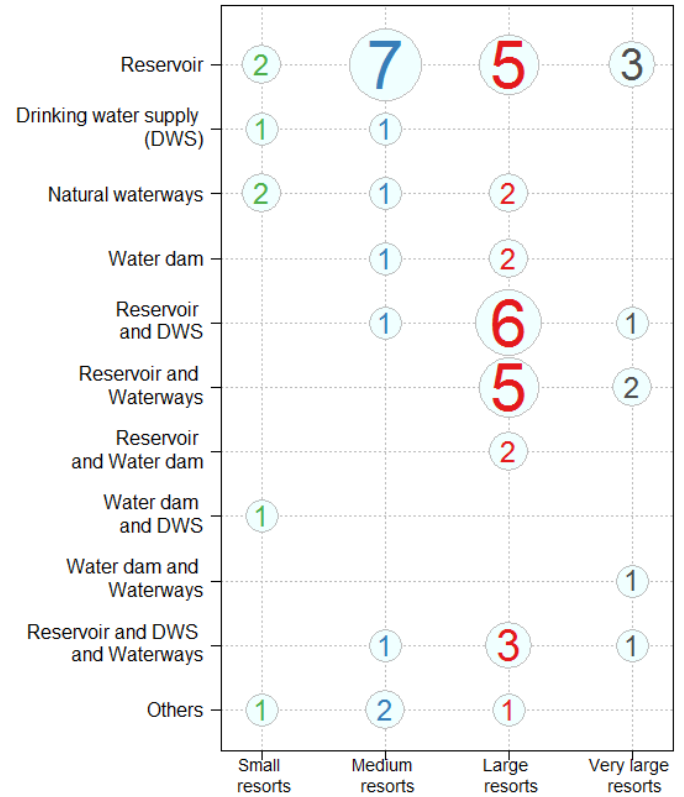 Reservoir 2 7 5 3
Drinking water supply
(DWS) 1 1
Natural waterways 2 1 2
Water dam 1 2
Reservoir
and DWS 1 6 1
Reservoir and
Waterways 5 2
Reservoir
and Water dam 2
Water dam
and DWS 1
Water dam and
Waterways 1
Reservoir and DWS
and Waterways 1 3 1
Others 1 2 1
Small Medium Large Very large
resorts resorts resorts resorts